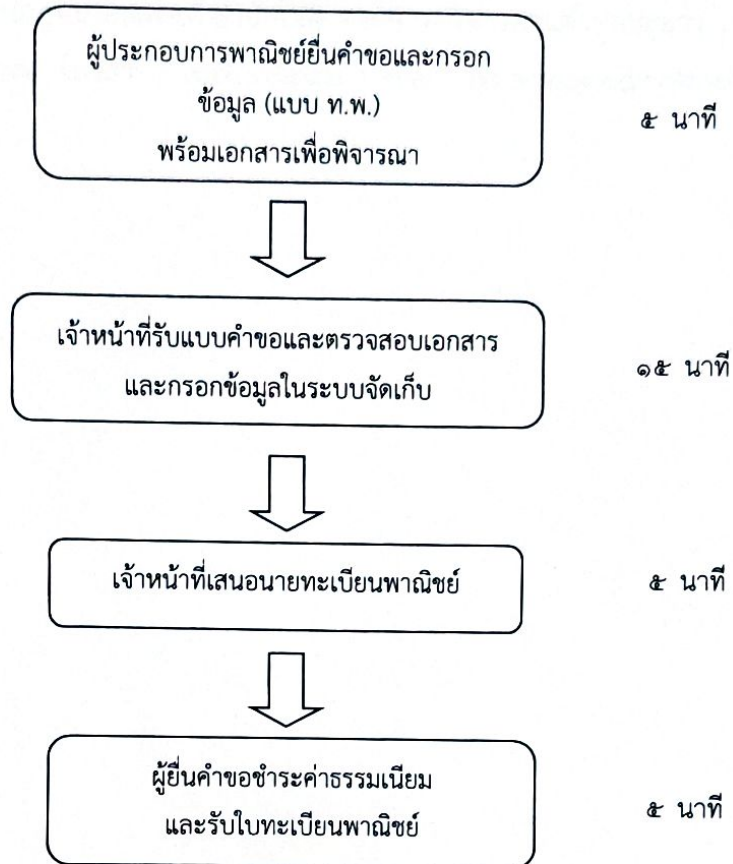 ผู้ประกอบการพาณิชย์ยื่นคำขอและกรอก
ข้อมูล (แบบ ท.พ.)
พร้อมเอกสารเพื่อพิจารณา
๕ นาที
เจ้าหน้าที่รับแบบคำขอและตรวจสอบเอกสาร
และกรอกข้อมูลในระบบจัดเก็บ
๑๕ นาที
เจ้าหน้าที่เสนอนายทะเบียนพาณิชย์
๕ นาที
ผู้ยื่นคำขอชำระค่าธรรมเนียม
และรับใบทะเบียนพาณิชย์
๕ นาที